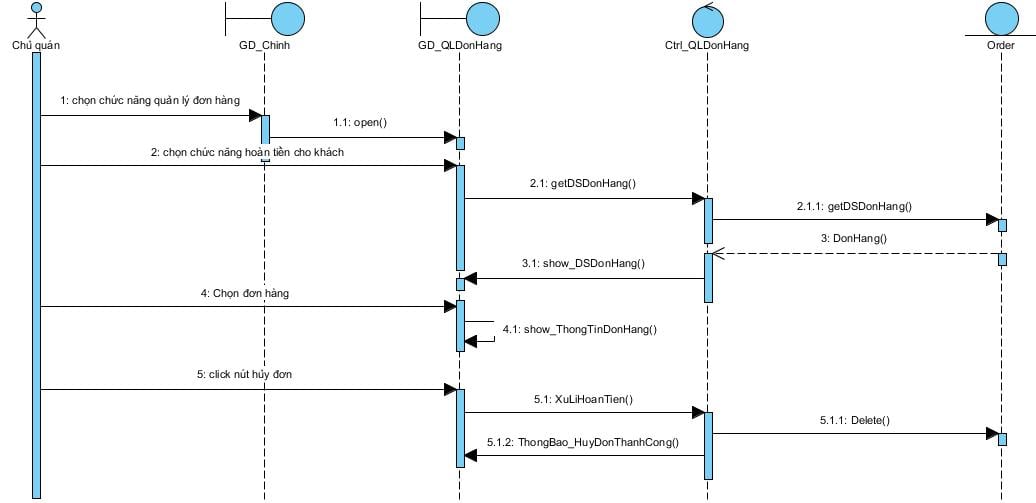 Chủ quán
GD_Chính
GD_QLDonHang
Ctrl_QLDonHang
Order
1: chọn chức năng quản lý đơn hàng
1.1: open()
2: chọn chức năng hoàn tiền cho khách
2.1: getDSDonHang()
2.1.1: getDSDonHang()
3: DonHang()
3.1: show_DSDonHang()
4: Chọn đơn hàng
4.1: show_ThongTinDonHang()
5: click nút hủy đơn
5.1: XuLiHoanTien()
5.1.1: Delete()
5.1.2: ThongBao_HuyDonThanhCong()